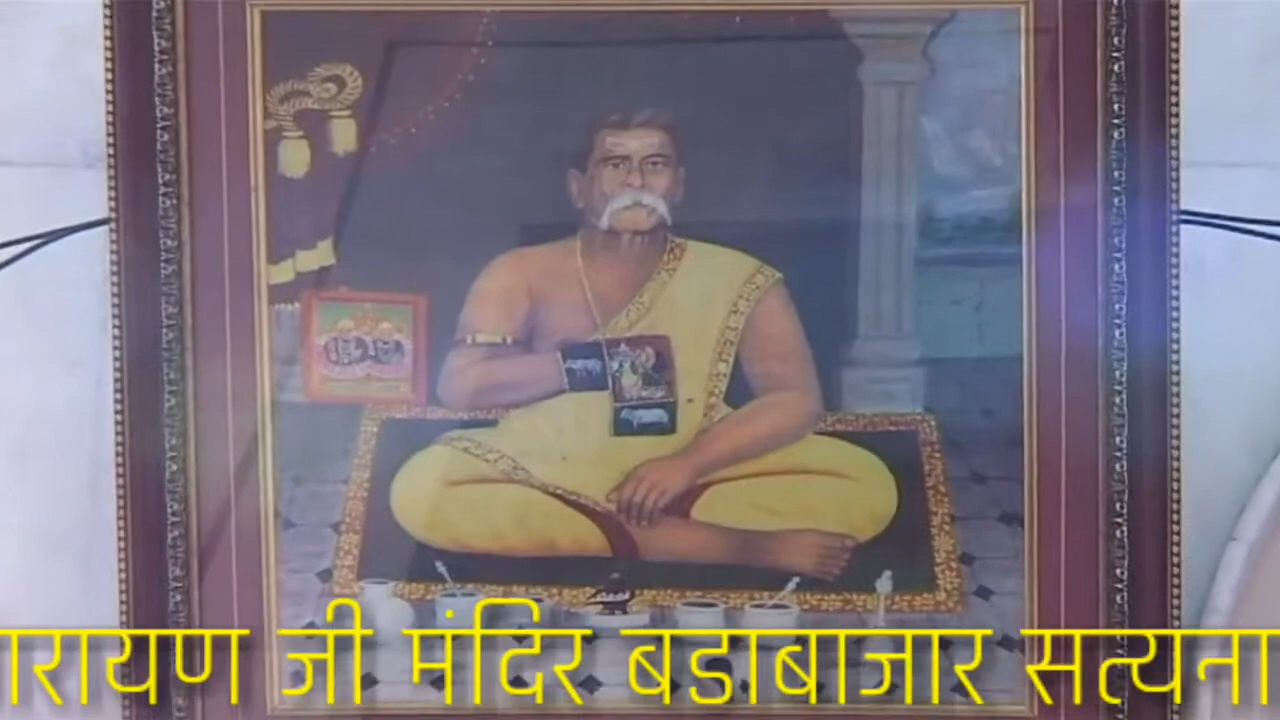 ारायण जी मंदिर बडा़बाजार सत्यना